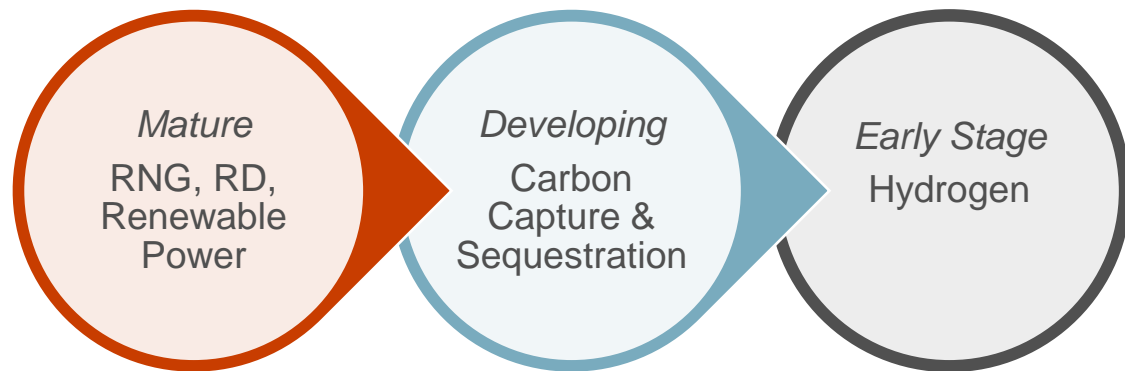 Mature
RNG, RD,
Renewable
Power
Developing
Carbon
Capture &
Sequestration
Early Stage
Hydrogen